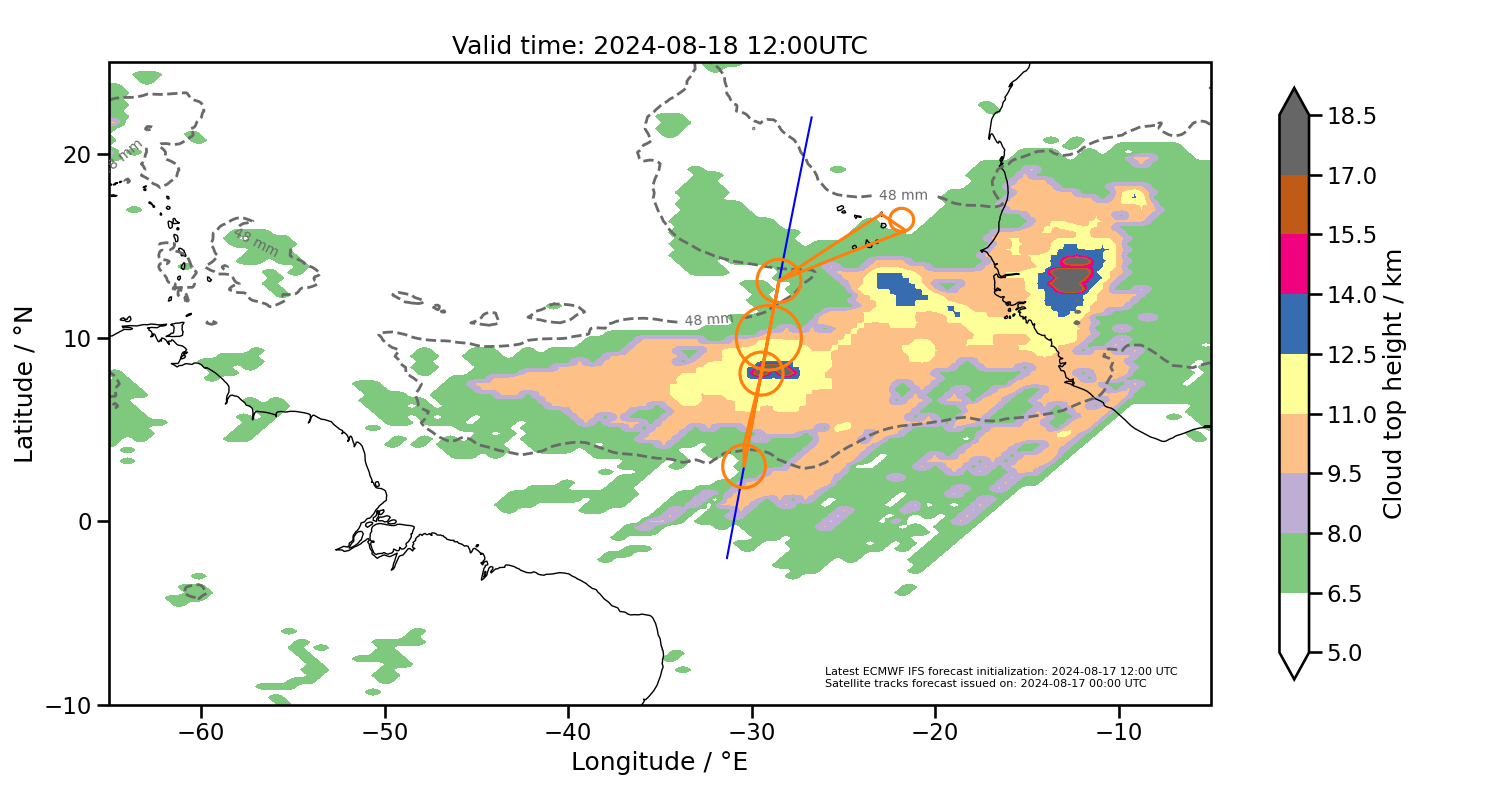 Valid time: 2024-08-18 12:00UTC
Latitude / °N
20
10
0
−10
−60
−50
−40
−30
−20
−10
Longitude / °E
48 mm
48 mm
48 mm
mm
Latest ECMWF IFS forecast initialization: 2024-08-17 12:00 UTC
Satellite tracks forecast issued on: 2024-08-17 00:00 UTC
18.5
17.0
15.5
14.0
12.5
11.0
9.5
8.0
6.5
5.0
Cloud top height / km